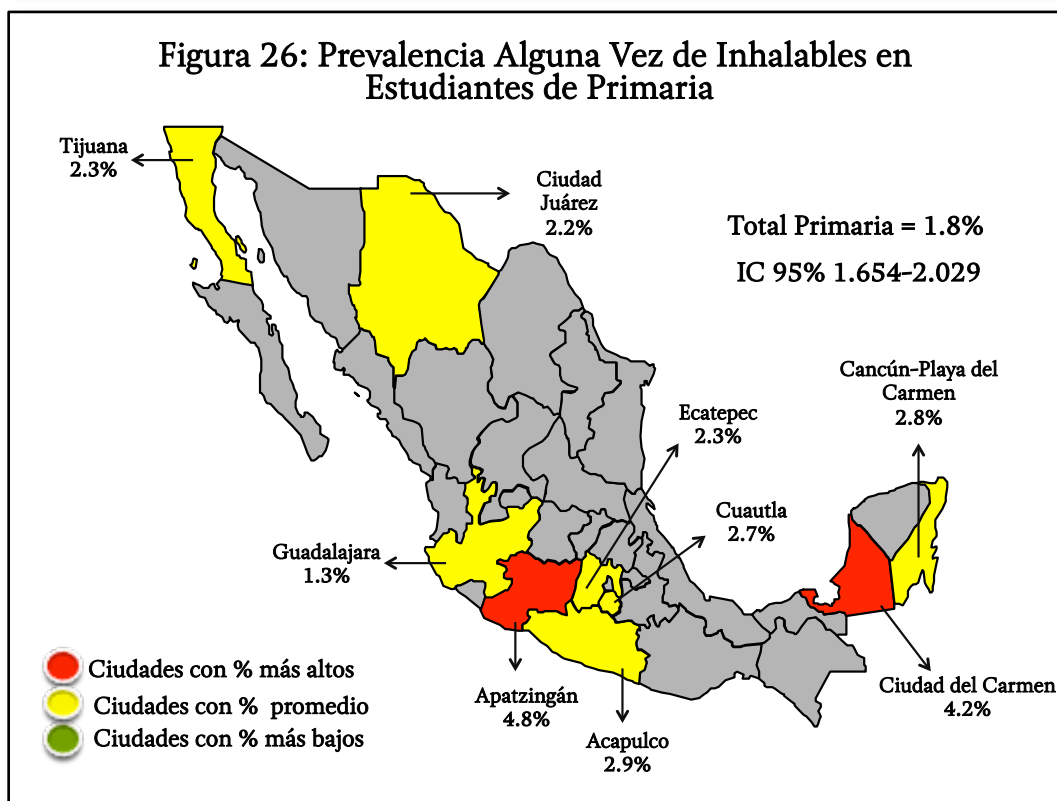 Figura 26: Prevalencia Alguna Vez de Inhalables en
Estudiantes de Primaria
Tijuana
2.3%
Ciudad
Juárez
2.2%
Total Primaria = 1.8%
IC 95% 1.654-2.029
Cancún-Playa del
Carmen
2.8%
Ecatepec
2.3%
Cuautla
2.7%
Guadalajara
1.3%
Ciudades con % más altos
Ciudades con % promedio
Ciudades con % más bajos
Apatzingán
4.8%
Acapulco
2.9%
Ciudad del Carmen
4.2%